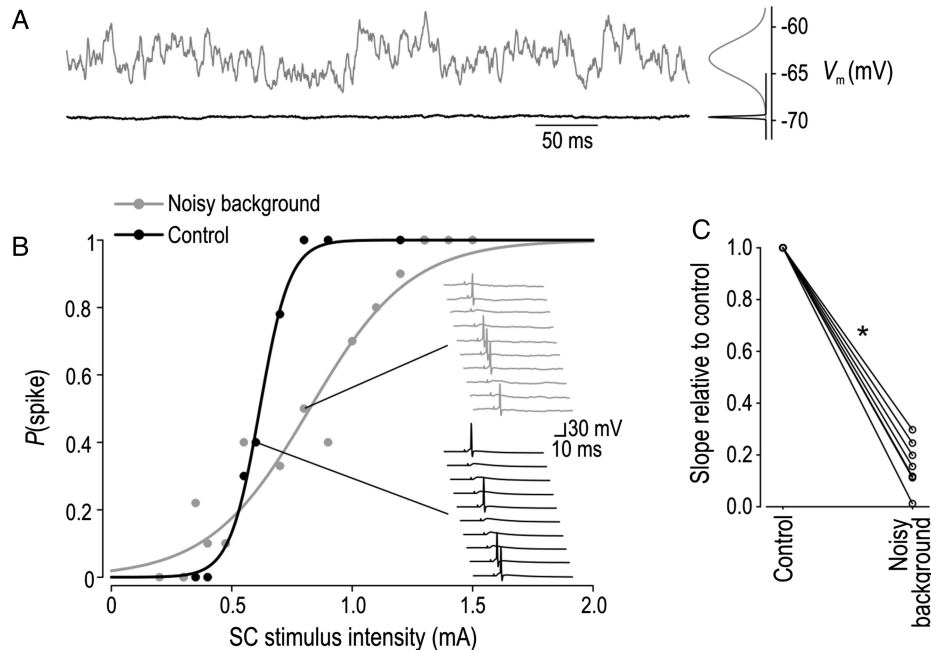 A
-60
-65
-70
Vm (mV)
50 ms
B
Noisy background
Control
P(spike)
1
0.8
0.6
0.4
0.2
0
0
0.5
1.0
1.5
2.0
SC stimulus intensity (mA)
30 mV
10 ms
C
Slope relative to control
1.0
0.8
0.6
0.4
0.2
0.0
*
Control
Noisy
background